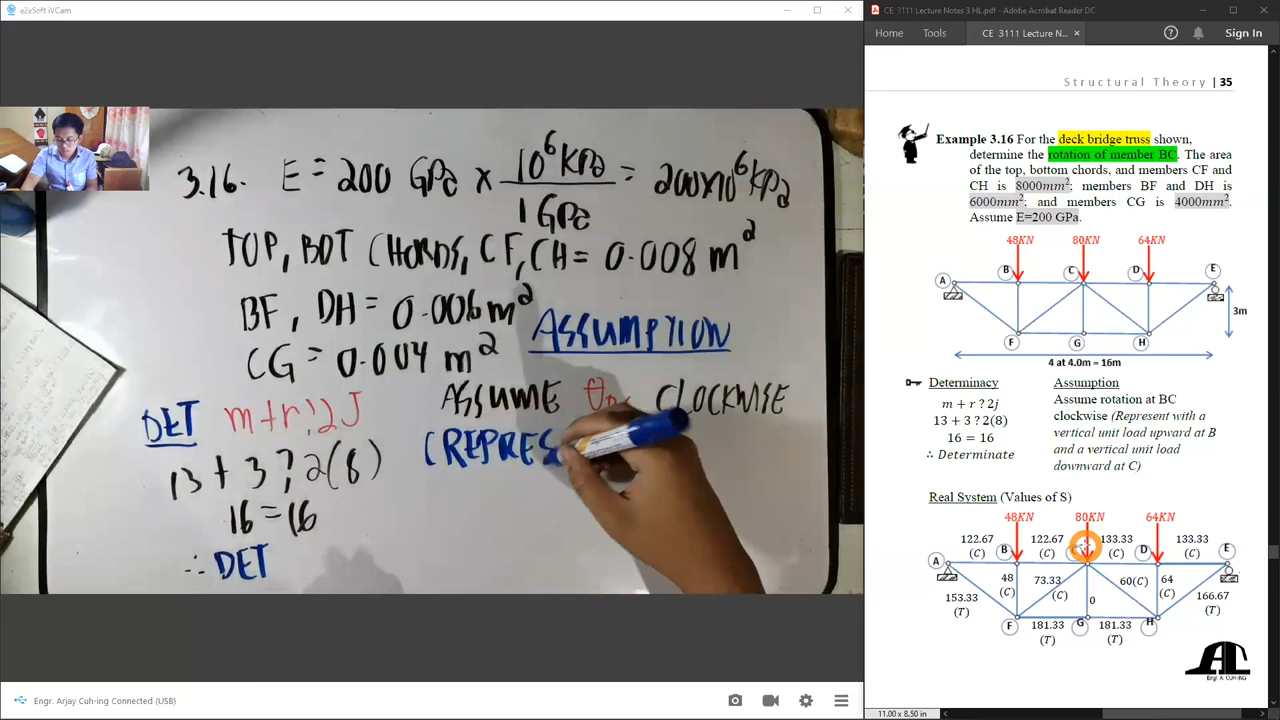 e2eSoft iVCam
3.16. E = 200 GPa x 10^6 KPa / 1 GPa = 200x10^6 KPa
TOP, BOT CHORDS, CF, CH = 0.008 m^2
BF, DH = 0.006 m^2
CG = 0.004 m^2
ASSUMPTION
ASSUME θ CLOCKWISE
(REPRES
DET m+r ? 2J
13 + 3 ? 2(8)
16 = 16
∴ DET
Engr. Arjay Cuh-ing Connected (USB)
CE 3111 Lecture Notes 3 HL.pdf - Adobe Acrobat Reader DC
Home Tools CE 3111 Lecture N... × Sign In
Structural Theory | 35
Example 3.16 For the deck bridge truss shown,
determine the rotation of member BC. The area
of the top, bottom chords, and members CF and
CH is 8000mm²; members BF and DH is
6000mm²; and members CG is 4000mm².
Assume E=200 GPa.
48KN 80KN 64KN
A B C D E
3m
F G H
4 at 4.0m = 16m
Determinacy
m + r ? 2j
13 + 3 ? 2(8)
16 = 16
∴ Determinate
Assumption
Assume rotation at BC
clockwise (Represent with a
vertical unit load upward at B
and a vertical unit load
downward at C)
Real System (Values of S)
48KN 80KN 64KN
122.67 122.67 133.33 133.33
(C) (C) (C) (C)
A B D E
48 73.33 60(C) 64
(C) (C) (C)
153.33 0 166.67
(T) (T)
F G H
181.33 181.33
(T) (T)
Engr. A. CUH-ING
11.00 x 8.50 in